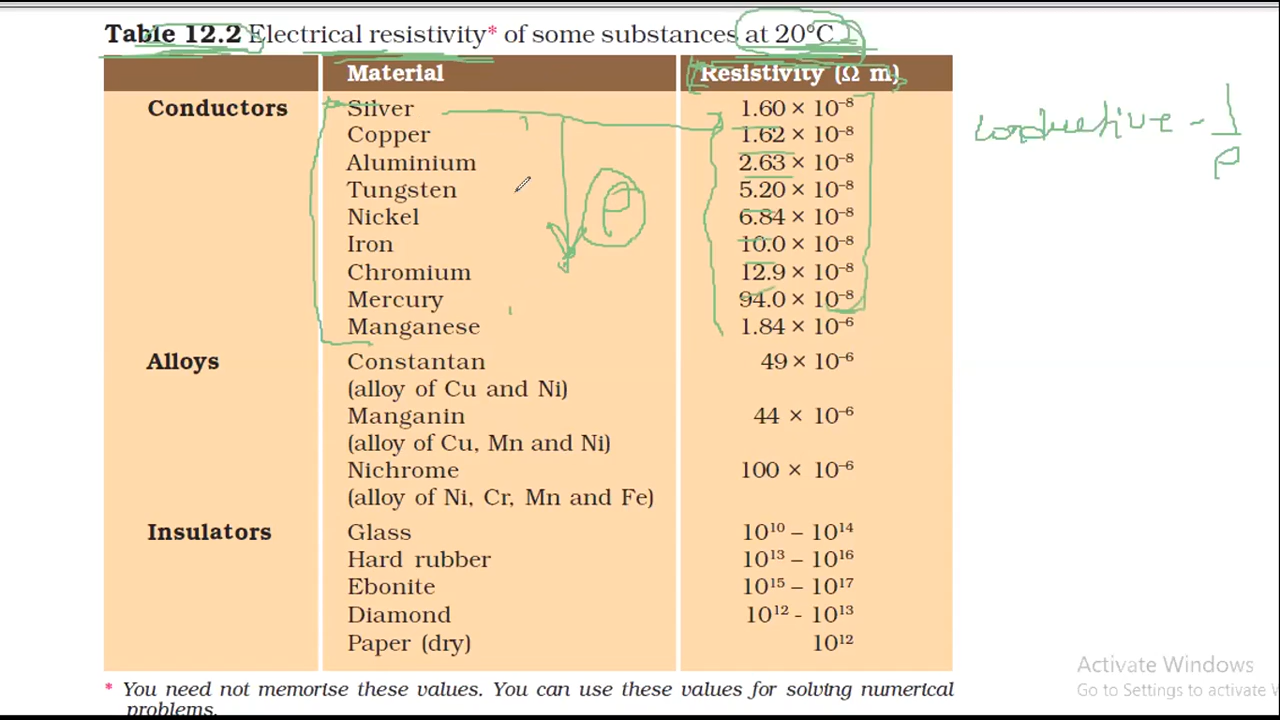 Table 12.2 Electrical resistivity* of some substances at 20°C
Material Resistivity (Ω m)
Conductors Silver 1.60 × 10⁻⁸
Copper 1.62 × 10⁻⁸
Aluminium 2.63 × 10⁻⁸
Tungsten 5.20 × 10⁻⁸
Nickel 6.84 × 10⁻⁸
Iron 10.0 × 10⁻⁸
Chromium 12.9 × 10⁻⁸
Mercury 94.0 × 10⁻⁸
Manganese 1.84 × 10⁻⁶
Alloys Constantan 49 × 10⁻⁶
(alloy of Cu and Ni)
Manganin 44 × 10⁻⁶
(alloy of Cu, Mn and Ni)
Nichrome 100 × 10⁻⁶
(alloy of Ni, Cr, Mn and Fe)
Insulators Glass 10¹⁰ – 10¹⁴
Hard rubber 10¹³ – 10¹⁶
Ebonite 10¹⁵ – 10¹⁷
Diamond 10¹² - 10¹³
Paper (dry) 10¹²
* You need not memorise these values. You can use these values for solving numerical
problems.
ρ
conductive - 1/ρ
Activate Windows
Go to Settings to activate